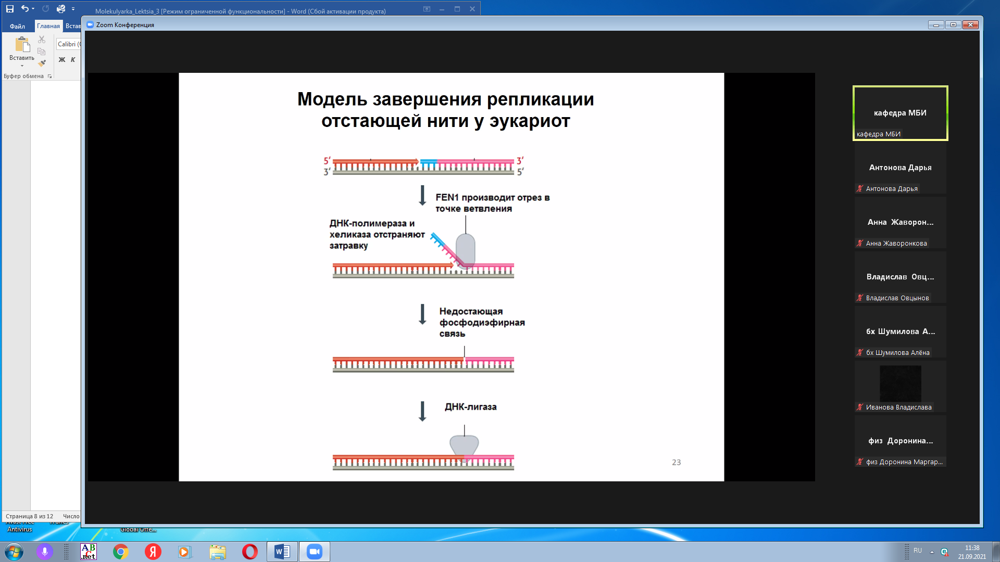 Molekulyarka_Lektsia_3 [Режим ограниченной функциональности] - Word (Сбой активации продукта)
Файл
Главная
Встав
Zoom Конференция
Вставить
Calibri (
Ж К
Буфер обмена
Модель завершения репликации
отстающей нити у эукариот
5' 3'
3' 5'
FEN1 производит отрез в
точке ветвления
ДНК-полимераза и
хеликаза отстраняют
затравку
Недостающая
фосфодиэфирная
связь
ДНК-лигаза
23
кафедра МБИ
кафедра МБИ
Антонова Дарья
Антонова Дарья
Анна Жаворон...
Анна Жаворонкова
Владислав Овц...
Владислав Овцынов
бх Шумилова А...
бх Шумилова Алёна
Иванова Владислава
физ Доронина...
физ Доронина Маргар...
Страница 8 из 12 Число
Antivirus
Global Offe...
AB
C
.net
Я
RU
11:38
21.09.2021